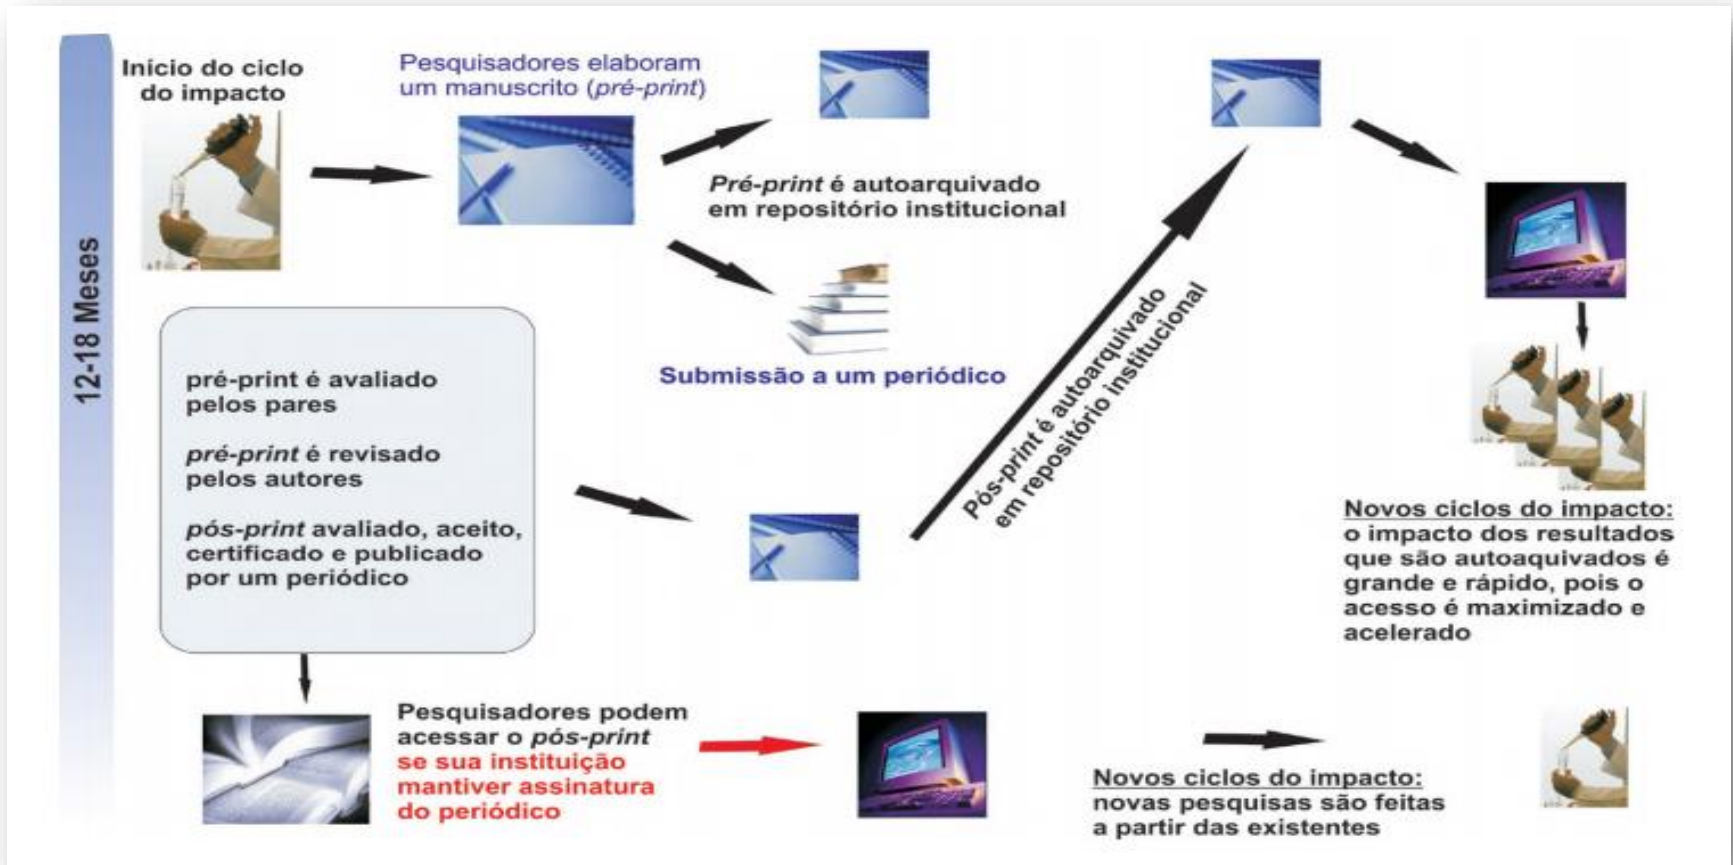 12-18 Meses
Início do ciclo
do impacto
Pesquisadores elaboram
um manuscrito (pré-print)
Pré-print é autoarquivado
em repositório institucional
Submissão a um periódico
pré-print é avaliado
pelos pares
pré-print é revisado
pelos autores
pós-print avaliado, aceito,
certificado e publicado
por um periódico
Pós-print é autoarquivado
em repositório institucional
Novos ciclos do impacto:
o impacto dos resultados
que são autoaquivados é
grande e rápido, pois o
acesso é maximizado e
acelerado
Pesquisadores podem
acessar o pós-print
se sua instituição
mantiver assinatura
do periódico
Novos ciclos do impacto:
novas pesquisas são feitas
a partir das existentes